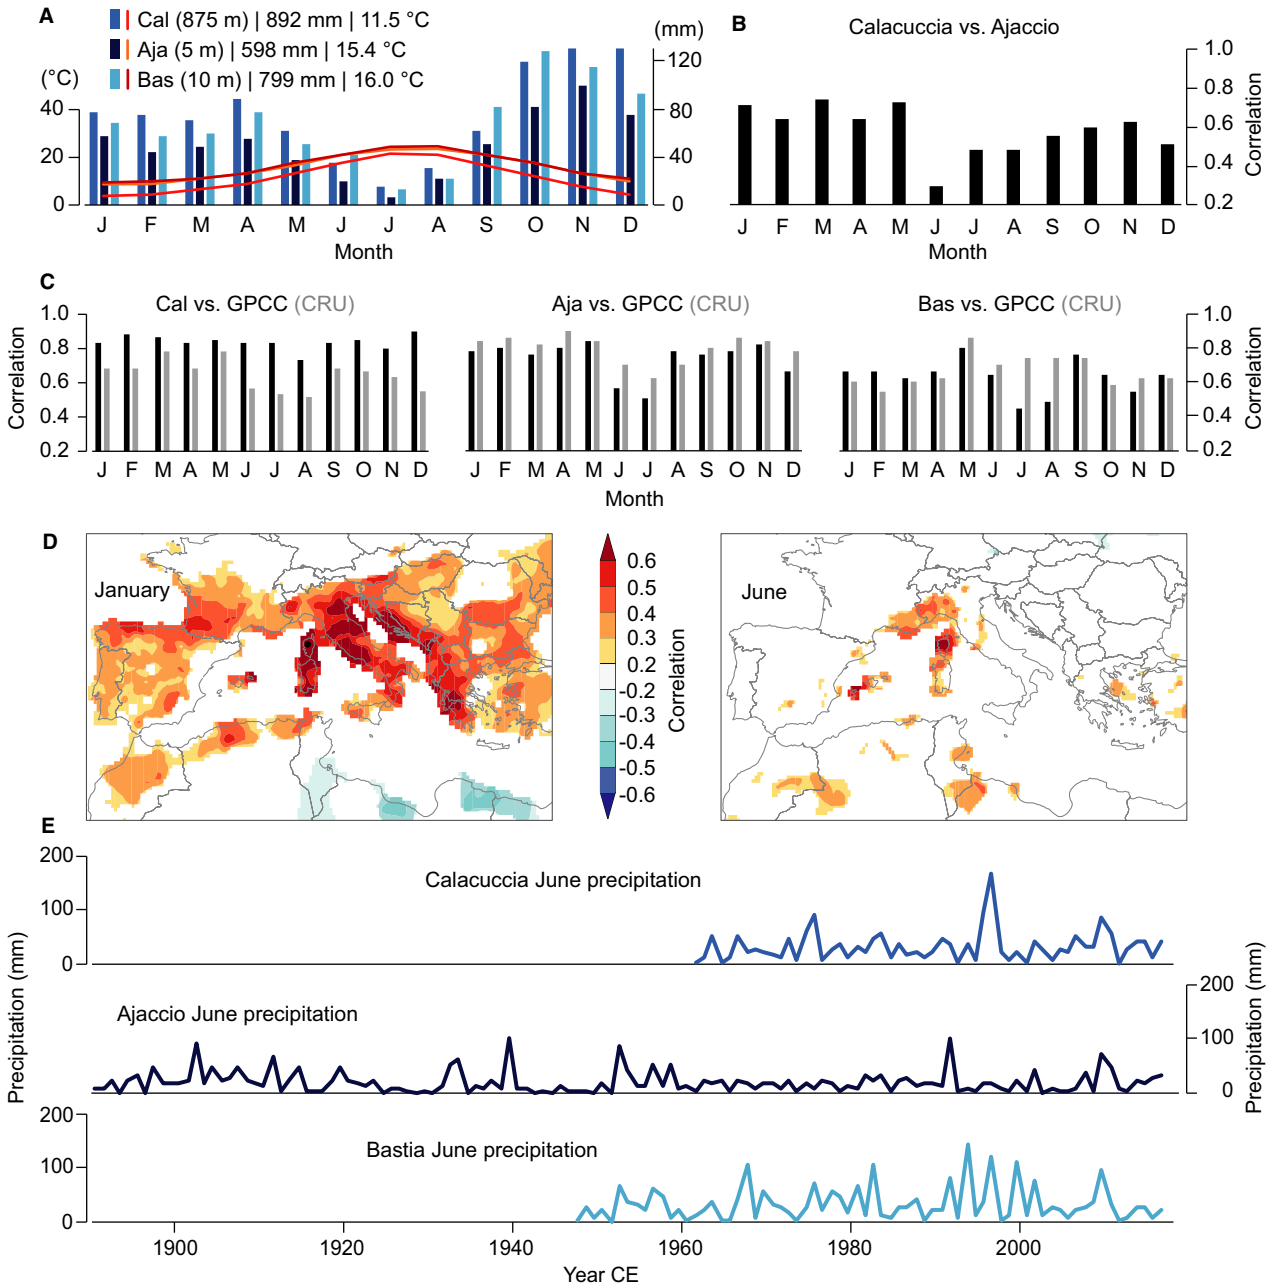 A
Cal (875 m) | 892 mm | 11.5 °C
Aja (5 m) | 598 mm | 15.4 °C
Bas (10 m) | 799 mm | 16.0 °C
(°C)
40
20
0
(mm)
120
80
40
0
J F M A M J J A S O N D
Month
B
Calacuccia vs. Ajaccio
1.0
0.8
0.6
0.4
0.2
Correlation
J F M A M J J A S O N D
Month
C
Cal vs. GPCC (CRU)
Aja vs. GPCC (CRU)
Bas vs. GPCC (CRU)
Correlation
1.0
0.8
0.6
0.4
0.2
1.0
0.8
0.6
0.4
0.2
Correlation
J F M A M J J A S O N D
J F M A M J J A S O N D
J F M A M J J A S O N D
Month
D
January
0.6
0.5
0.4
0.3
0.2
-0.2
-0.3
-0.4
-0.5
-0.6
Correlation
June
E
Precipitation (mm)
200
100
0
Calacuccia June precipitation
Ajaccio June precipitation
200
100
0
Precipitation (mm)
200
100
0
Bastia June precipitation
1900 1920 1940 1960 1980 2000
Year CE